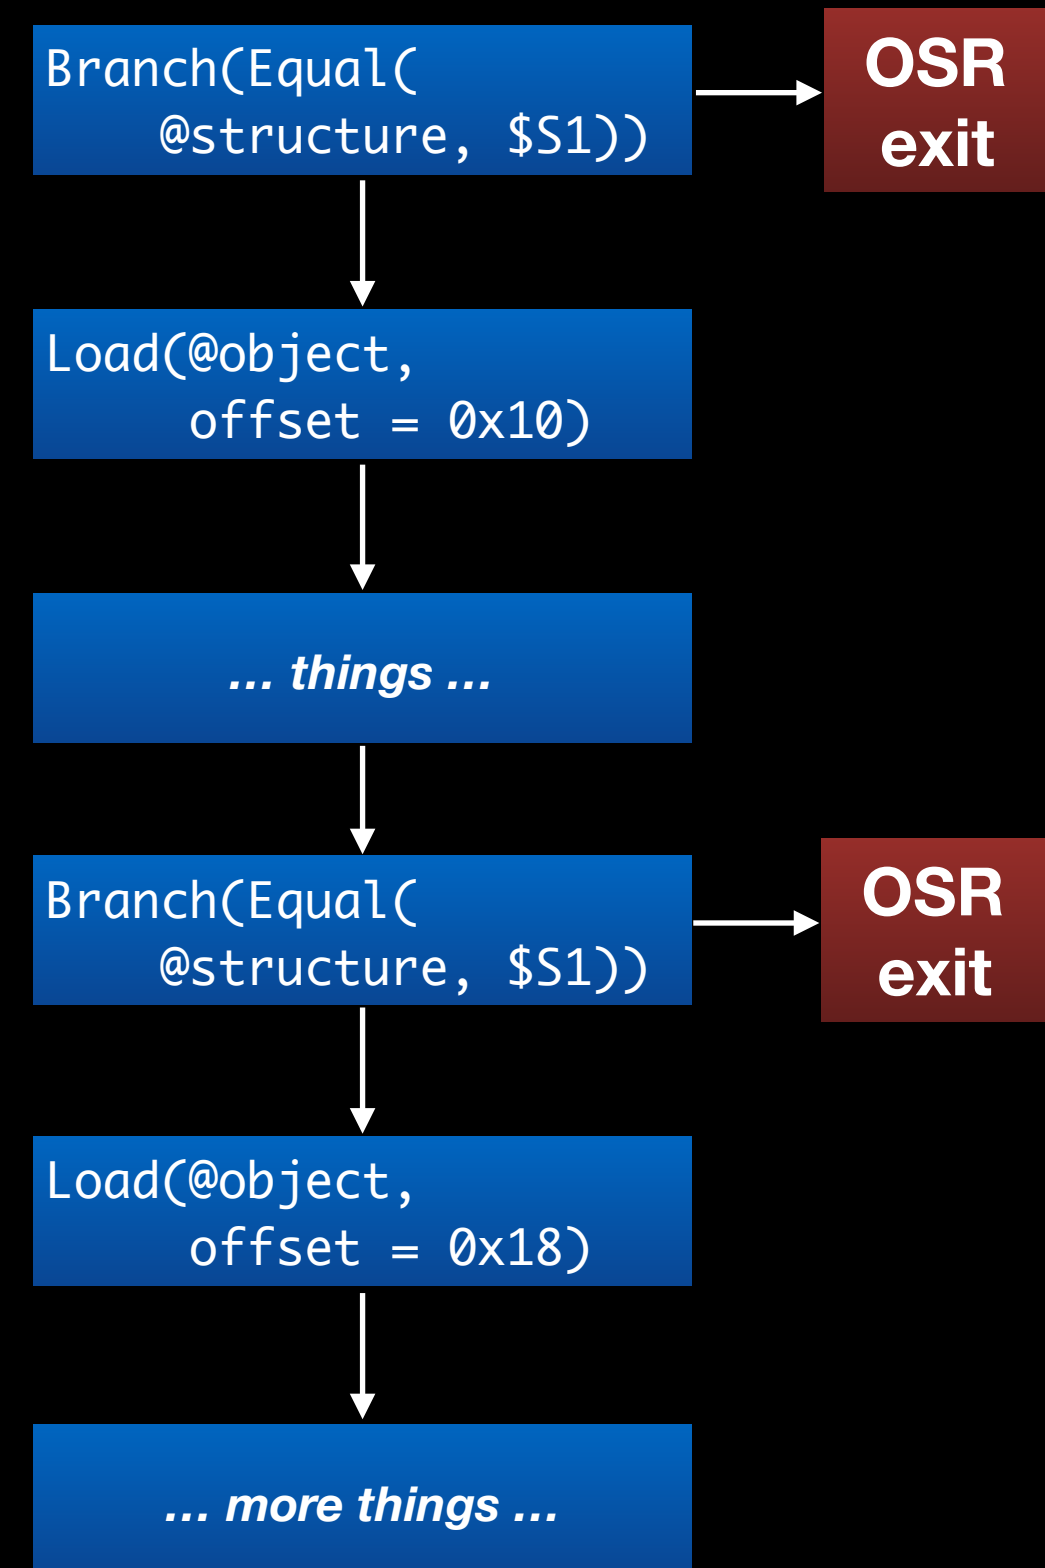 Branch(Equal(
@structure, $S1))
OSR
exit
Load(@object,
offset = 0x10)
... things ...
Branch(Equal(
@structure, $S1))
OSR
exit
Load(@object,
offset = 0x18)
... more things ...